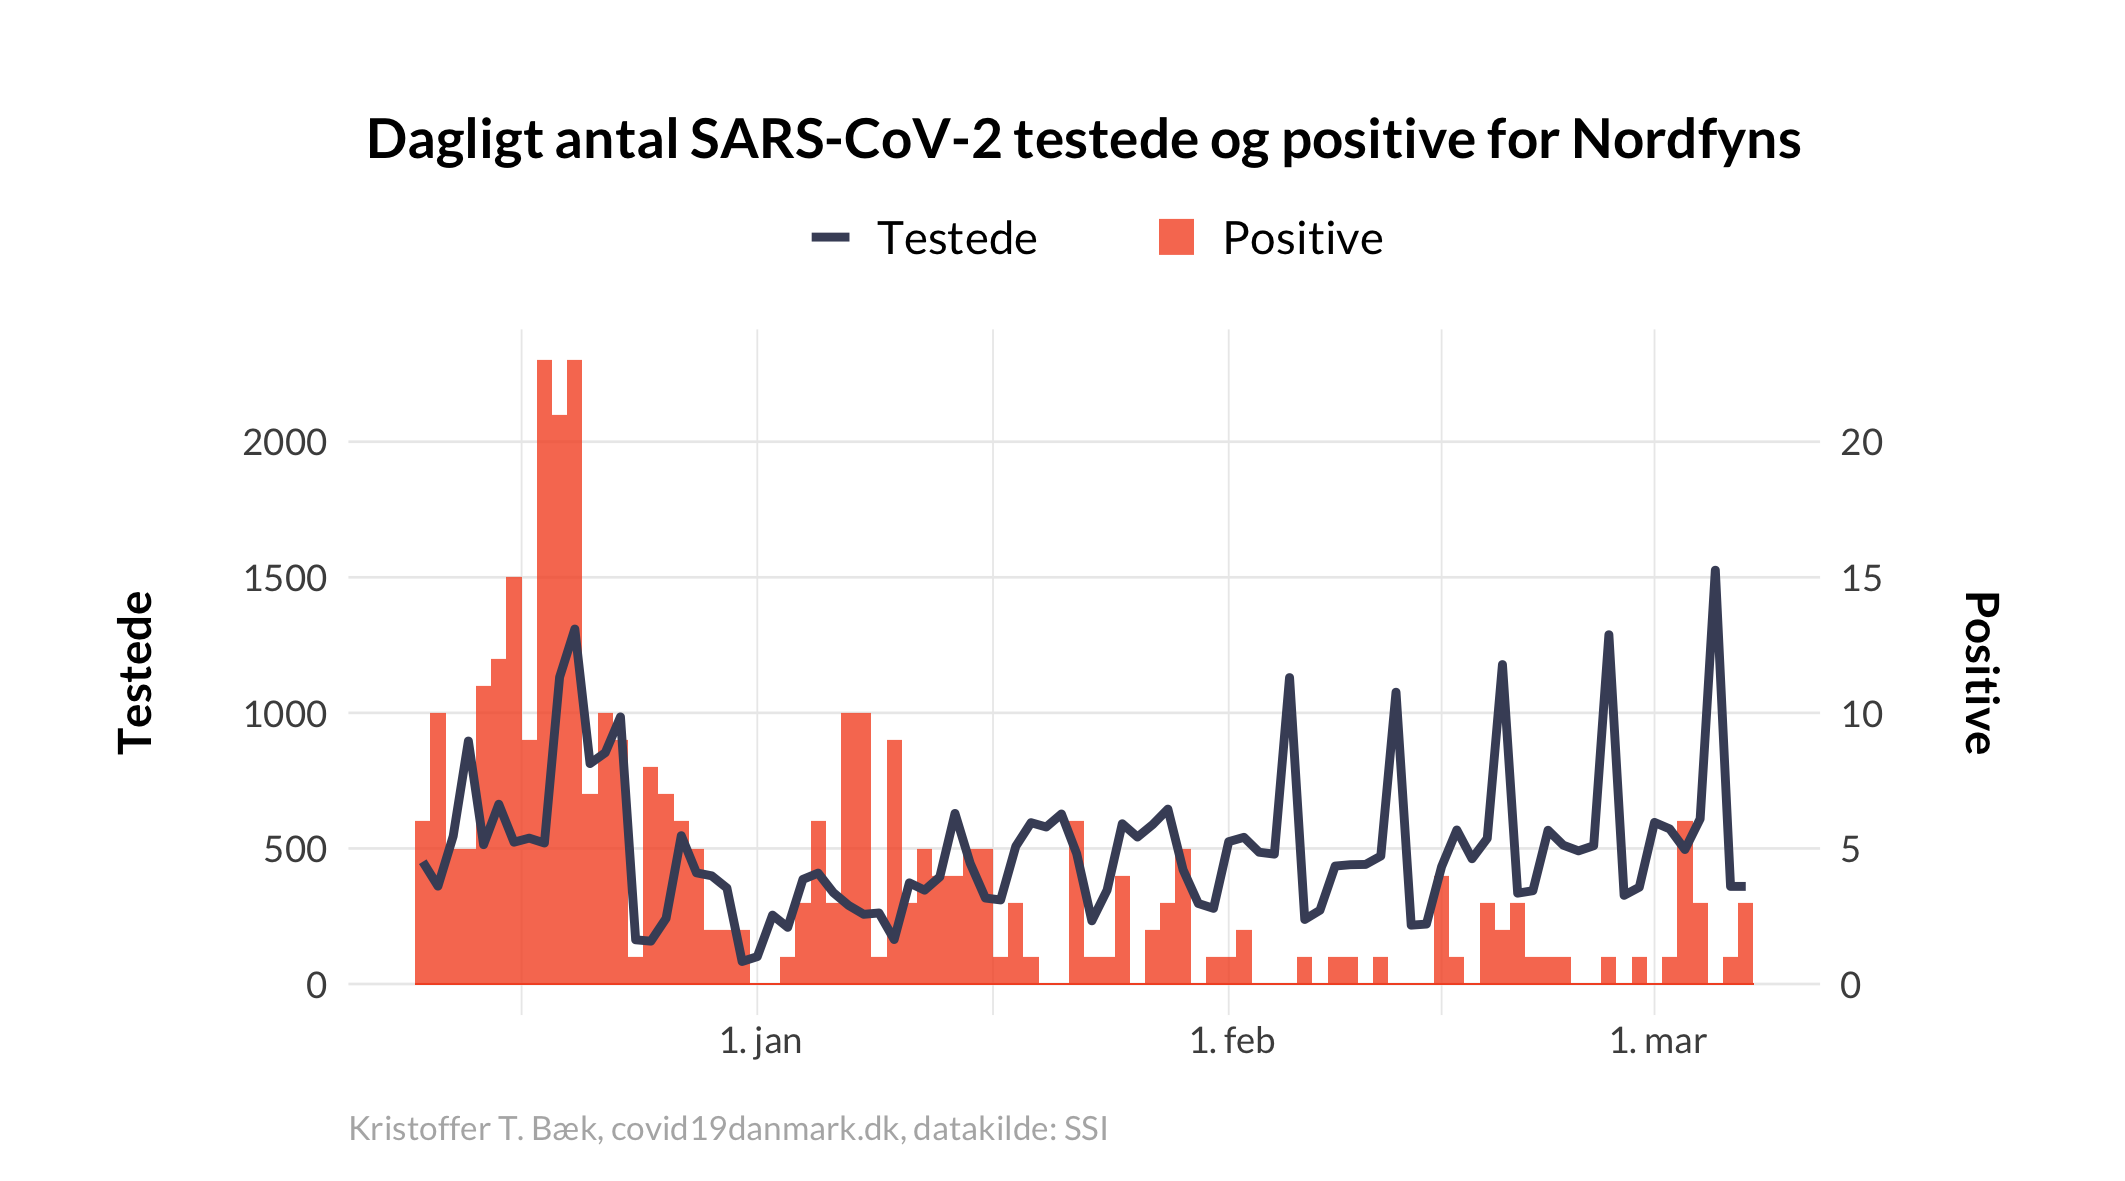 Dagligt antal SARS-CoV-2 testede og positive for Nordfyns
Testede
Positive
2000
1500
1000
500
0
20
15
10
5
0
Testede
Positive
1. jan
1. feb
1. mar
Kristoffer T. Bæk, covid19danmark.dk, datakilde: SSI